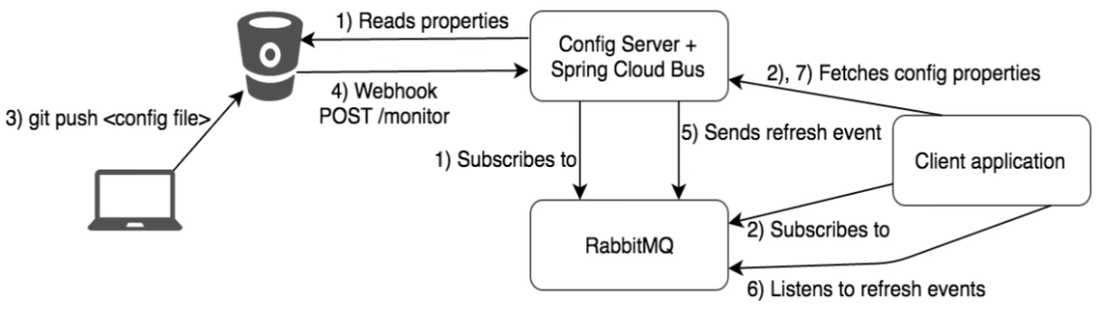 1) Reads properties
Config Server +
Spring Cloud Bus
2), 7) Fetches config properties
4) Webhook
POST /monitor
3) git push <config file>
5) Sends refresh event
1) Subscribes to
Client application
2) Subscribes to
RabbitMQ
6) Listens to refresh events